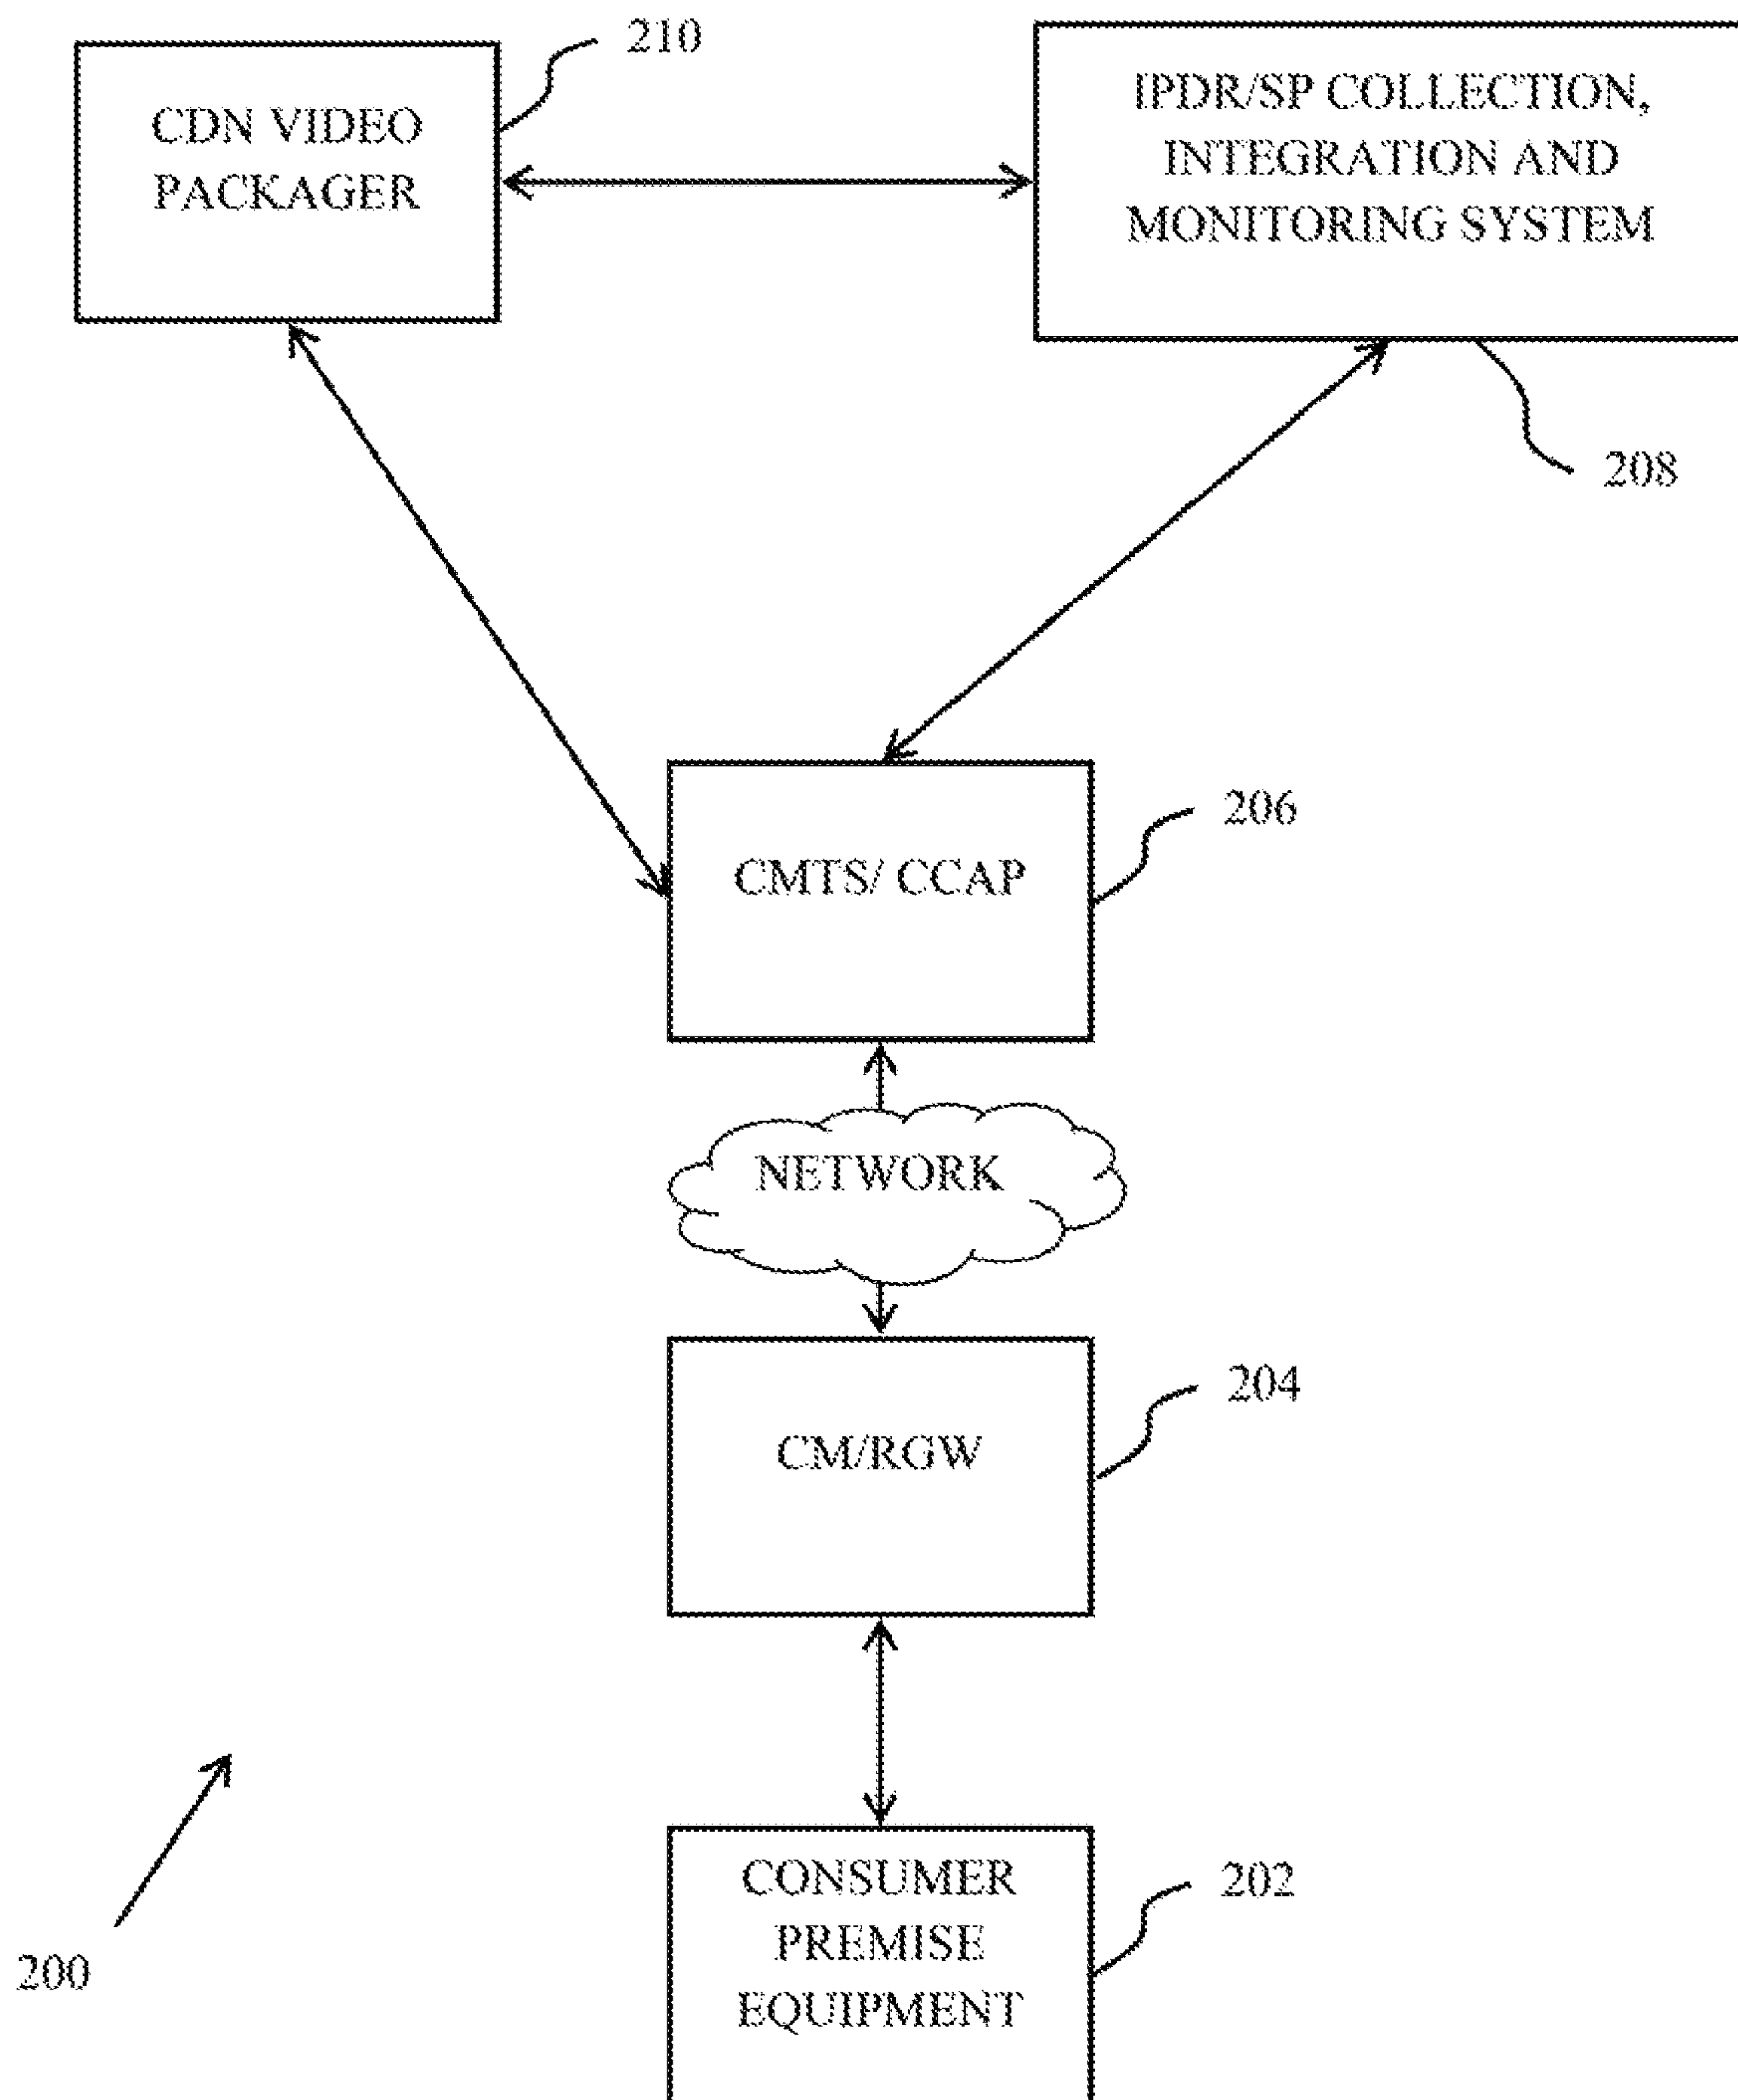 210
CDN VIDEO
PACKAGER
IPDR/SP COLLECTION,
INTEGRATION AND
MONITORING SYSTEM
208
206
CMTS/ CCAP
NETWORK
204
CM/RGW
202
CONSUMER
PREMISE
EQUIPMENT
200